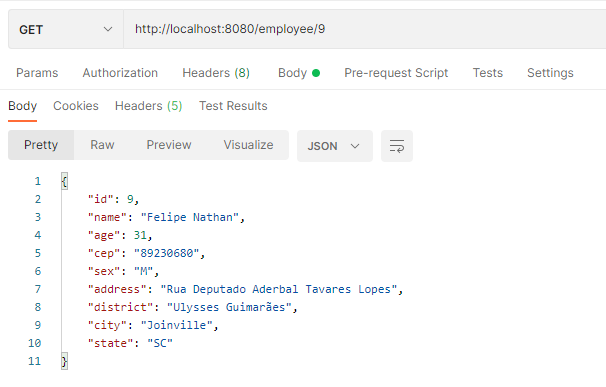 GET http://localhost:8080/employee/9
Params Authorization Headers (8) Body Pre-request Script Tests Settings
Body Cookies Headers (5) Test Results
Pretty Raw Preview Visualize JSON
1 {
2 "id": 9,
3 "name": "Felipe Nathan",
4 "age": 31,
5 "cep": "89230680",
6 "sex": "M",
7 "address": "Rua Deputado Aderbal Tavares Lopes",
8 "district": "Ulysses Guimarães",
9 "city": "Joinville",
10 "state": "SC"
11 }